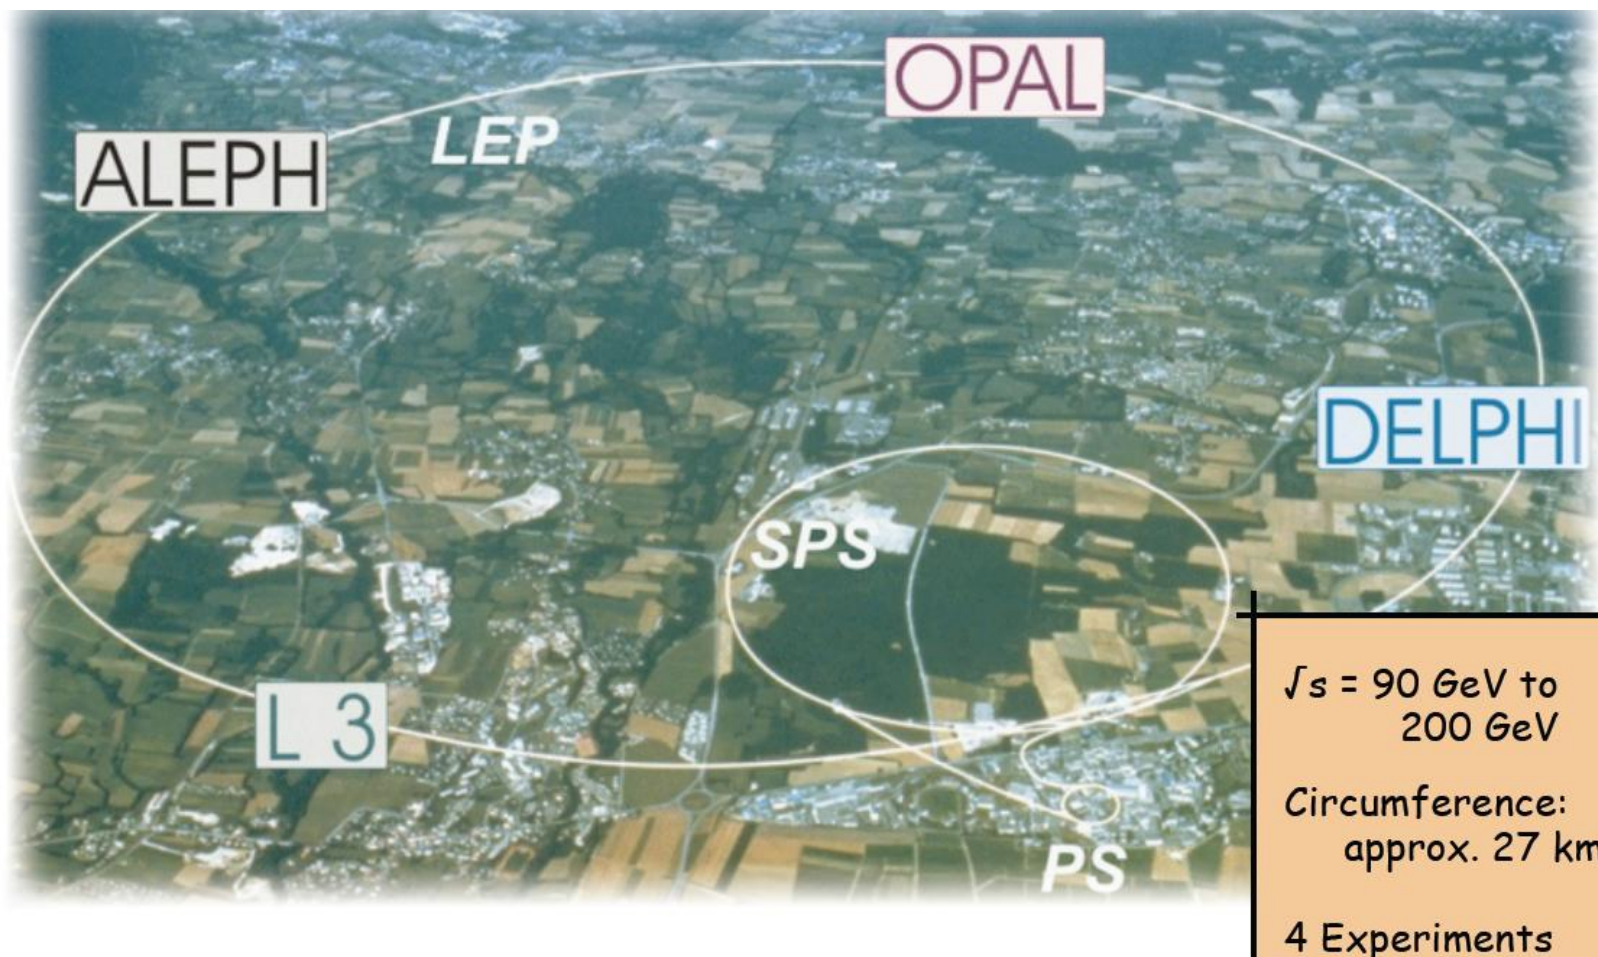 OPAL
LEP
ALEPH
DELPHI
SPS
L 3
√s = 90 GeV to
200 GeV
Circumference:
approx. 27 km
PS
4 Experiments